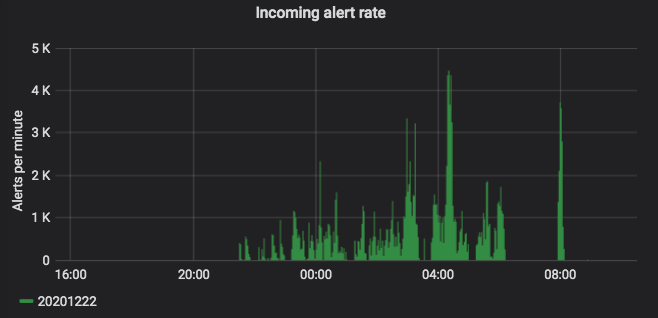 Incoming alert rate
5 K
4 K
3 K
2 K
1 K
0
Alerts per minute
16:00 20:00 00:00 04:00 08:00
20201222